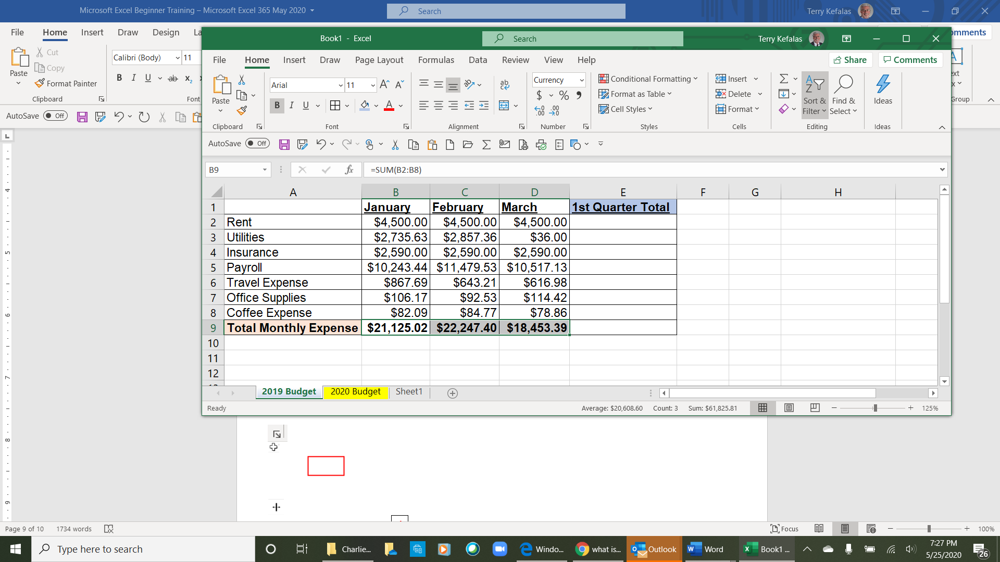 Microsoft Excel Beginner Training – Microsoft Excel 365 May 2020
Search
Terry Kefalas
File Home Insert Draw Design La
Comments
Paste
Cut
Copy
Format Painter
Clipboard
Calibri (Body) 11
B I U ab x2
Font
AutoSave Off
Group
Book1 - Excel
Search
Terry Kefalas
File Home Insert Draw Page Layout Formulas Data Review View Help
Share
Comments
Paste
Clipboard
Arial 11
B I U A
Font
ab
Alignment
Currency
$ % 9
Number
Conditional Formatting
Format as Table
Cell Styles
Styles
Insert
Delete
Format
Cells
Sort & Filter
Find & Select
Editing
Ideas
Ideas
AutoSave Off
B9 fx =SUM(B2:B8)
A B C D E F G H
1 January February March 1st Quarter Total
2 Rent $4,500.00 $4,500.00 $4,500.00
3 Utilities $2,735.63 $2,857.36 $36.00
4 Insurance $2,590.00 $2,590.00 $2,590.00
5 Payroll $10,243.44 $11,479.53 $10,517.13
6 Travel Expense $867.69 $643.21 $616.98
7 Office Supplies $106.17 $92.53 $114.42
8 Coffee Expense $82.09 $84.77 $78.86
9 Total Monthly Expense $21,125.02 $22,247.40 $18,453.39
10
11
12
2019 Budget 2020 Budget Sheet1
Ready Average: $20,608.60 Count: 3 Sum: $61,825.81 125%
Page 9 of 10 1734 words Focus 100%
Type here to search Charlie... Windo... what is... Outlook Word Book1 ... 7:27 PM
5/25/2020 26